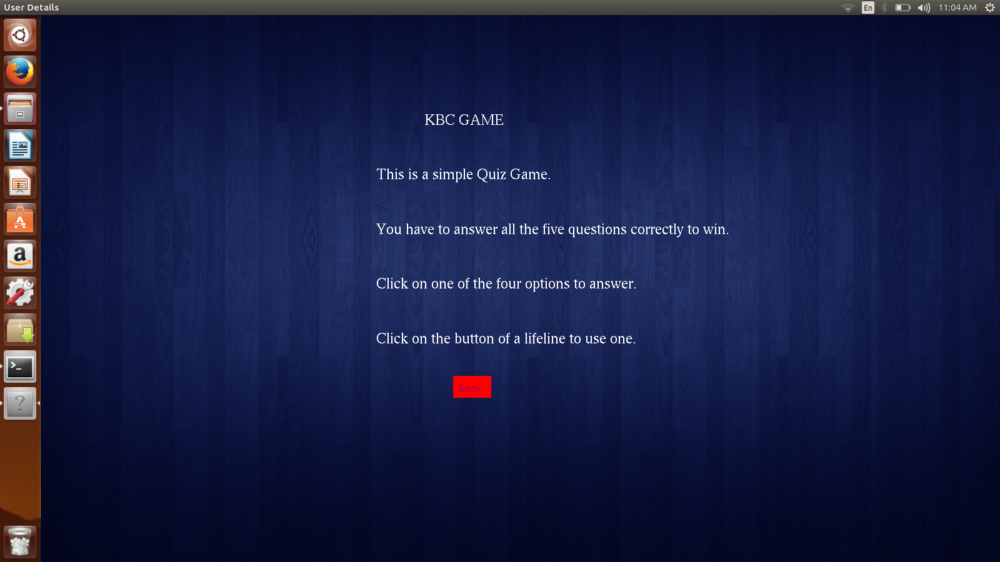 User Details
En
11:04 AM
KBC GAME
This is a simple Quiz Game.
You have to answer all the five questions correctly to win.
Click on one of the four options to answer.
Click on the button of a lifeline to use one.
Back